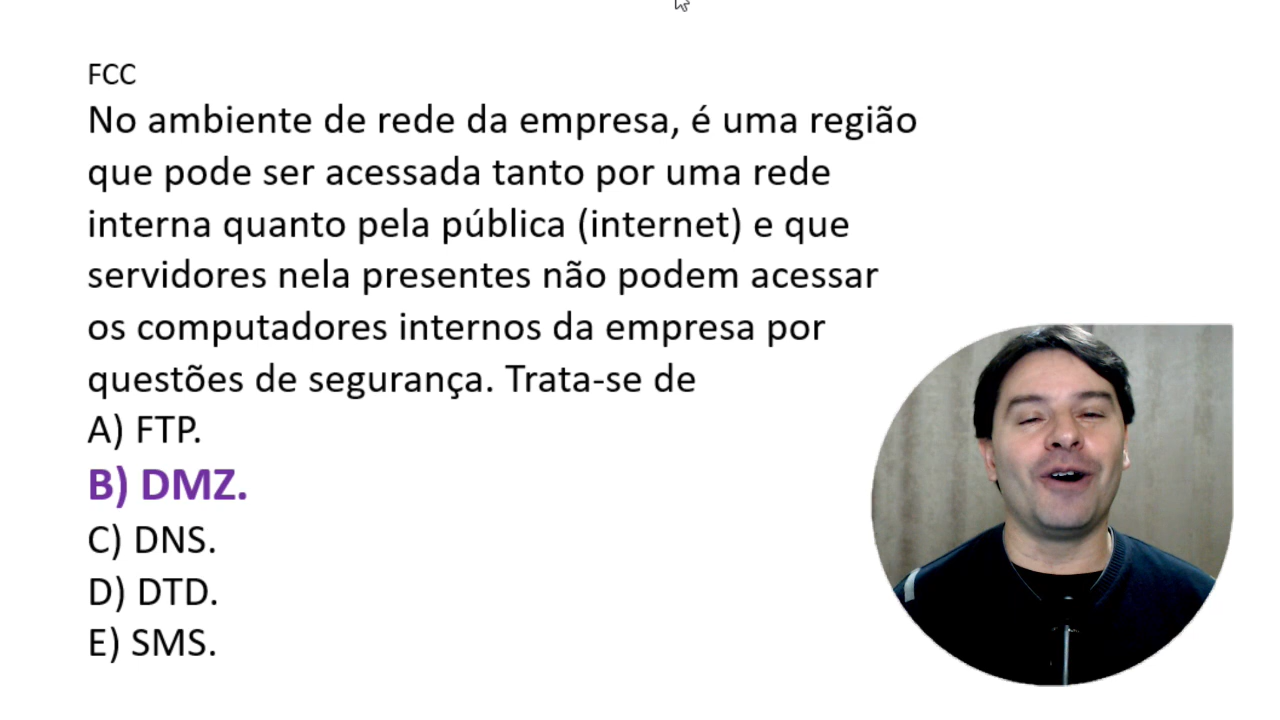 FCC
No ambiente de rede da empresa, é uma região
que pode ser acessada tanto por uma rede
interna quanto pela pública (internet) e que
servidores nela presentes não podem acessar
os computadores internos da empresa por
questões de segurança. Trata-se de
A) FTP.
B) DMZ.
C) DNS.
D) DTD.
E) SMS.